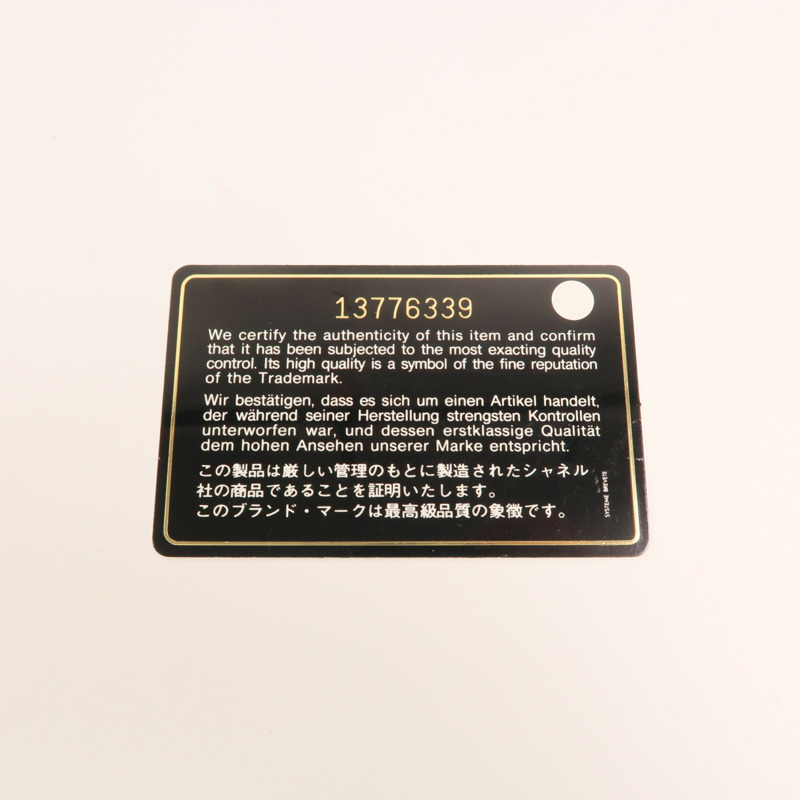 13776339
We certify the authenticity of this item and confirm
that it has been subjected to the most exacting quality
control. Its high quality is a symbol of the fine reputation
of the Trademark.
Wir bestätigen, dass es sich um einen Artikel handelt,
der während seiner Herstellung strengsten Kontrollen
unterworfen war, und dessen erstklassige Qualität
dem hohen Ansehen unserer Marke entspricht.
この製品は厳しい管理のもとに製造されたシャネル
社の商品であることを証明いたします。
このブランド・マークは最高級品質の象徴です。
SYSTEME BREVETE